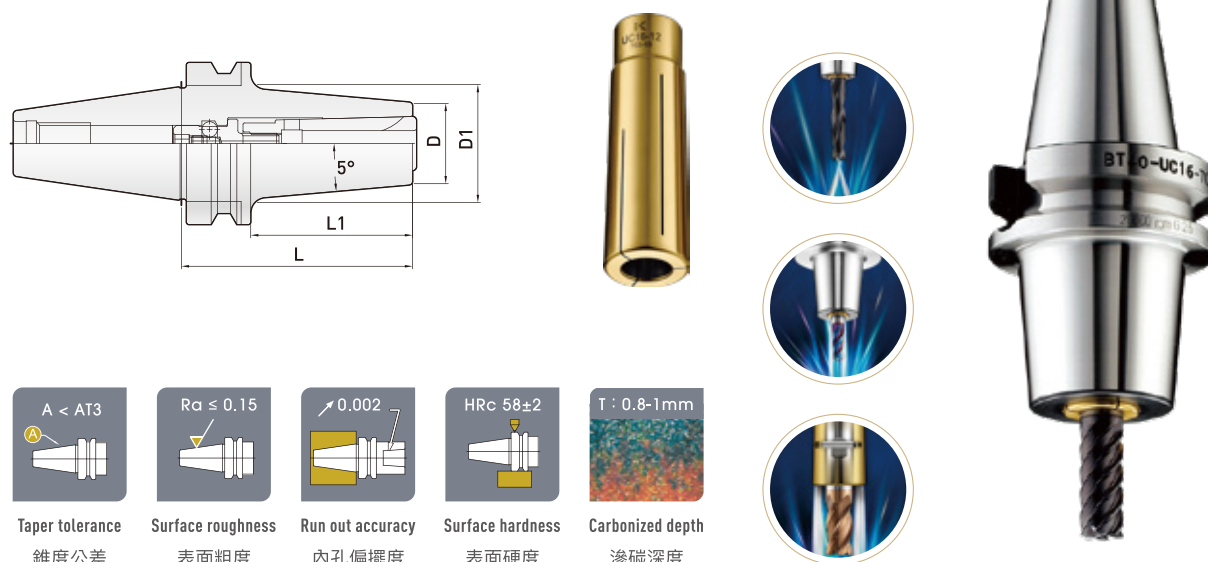 D
D1
5°
L1
L
UC16-12
A < AT3
A
Ra ≤ 0.15
0.002
HRc 58±2
T：0.8-1mm
Taper tolerance
Surface roughness
Run out accuracy
Surface hardness
Carbonized depth
錐度公差
表面粗度
內孔偏擺度
表面硬度
滲碳深度